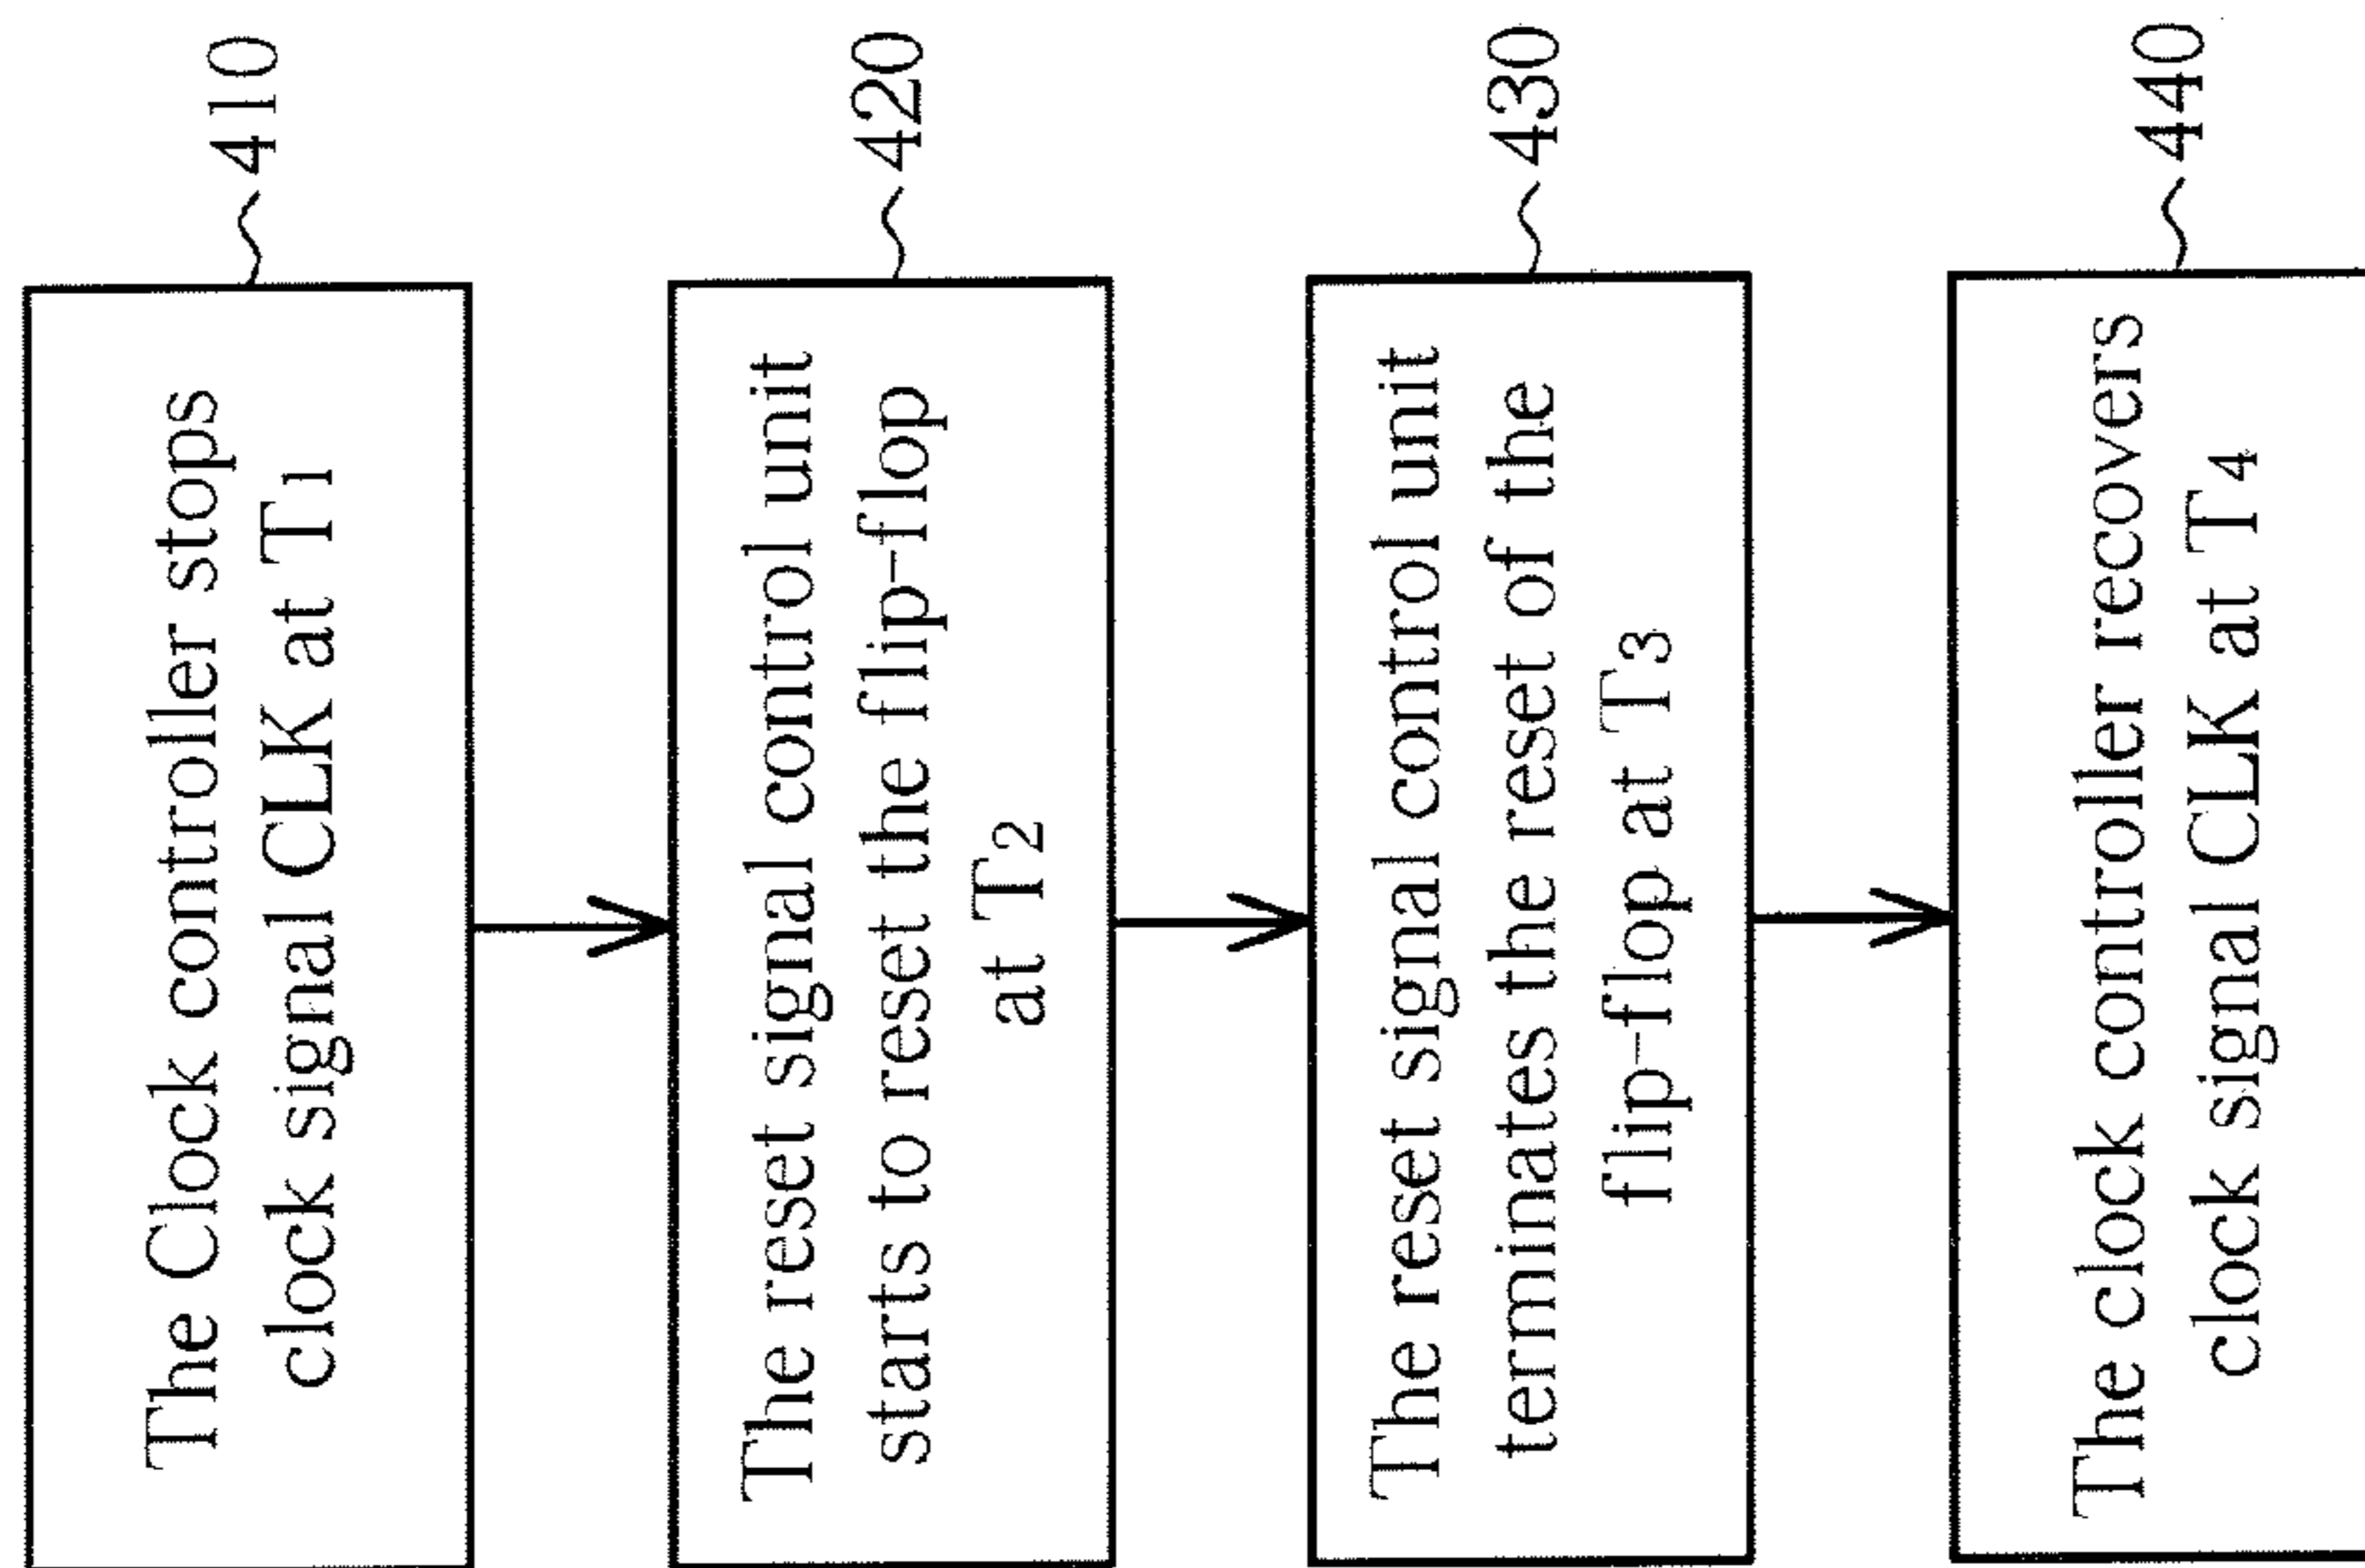 The Clock controller stops
clock signal CLK at T1
410
The reset signal control unit
starts to reset the flip-flop
at T2
420
The reset signal control unit
terminates the reset of the
flip-flop at T3
430
The clock controller recovers
clock signal CLK at T4
440